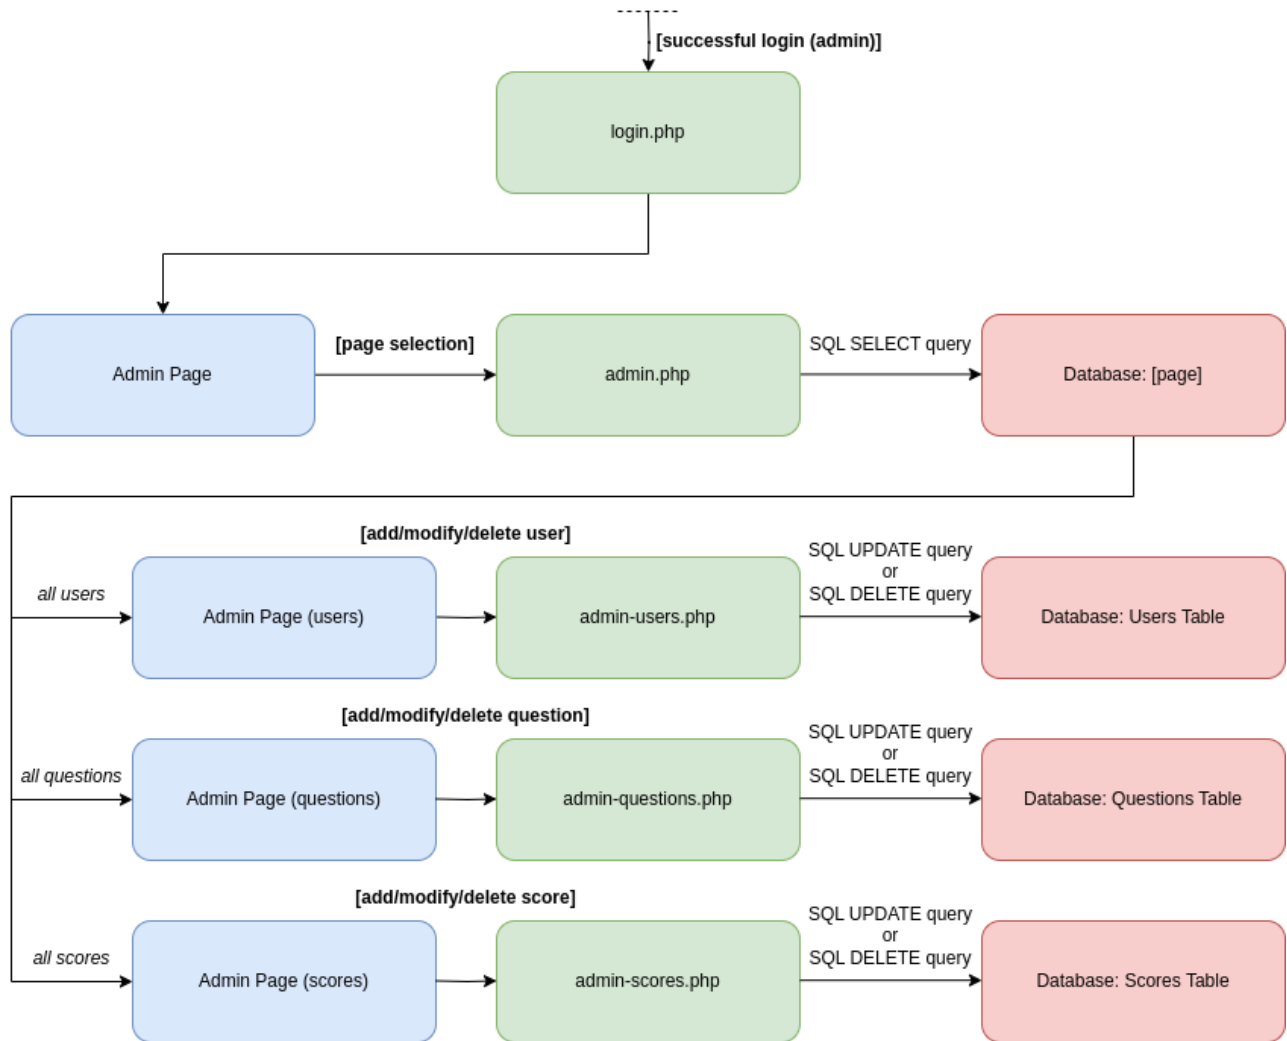 [successful login (admin)]
login.php
Admin Page
[page selection]
admin.php
SQL SELECT query
Database: [page]
[add/modify/delete user]
all users
Admin Page (users)
admin-users.php
SQL UPDATE query
or
SQL DELETE query
Database: Users Table
[add/modify/delete question]
all questions
Admin Page (questions)
admin-questions.php
SQL UPDATE query
or
SQL DELETE query
Database: Questions Table
[add/modify/delete score]
all scores
Admin Page (scores)
admin-scores.php
SQL UPDATE query
or
SQL DELETE query
Database: Scores Table